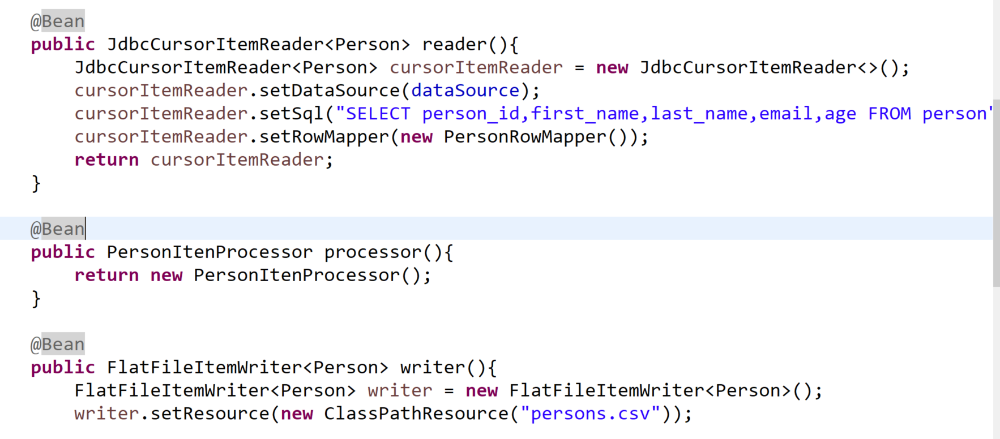 @Bean
public JdbcCursorItemReader<Person> reader(){
JdbcCursorItemReader<Person> cursorItemReader = new JdbcCursorItemReader<>();
cursorItemReader.setDataSource(dataSource);
cursorItemReader.setSql("SELECT person_id,first_name,last_name,email,age FROM person"
cursorItemReader.setRowMapper(new PersonRowMapper());
return cursorItemReader;
}
@Bean
public PersonItenProcessor processor(){
return new PersonItenProcessor();
}
@Bean
public FlatFileItemWriter<Person> writer(){
FlatFileItemWriter<Person> writer = new FlatFileItemWriter<Person>();
writer.setResource(new ClassPathResource("persons.csv"));